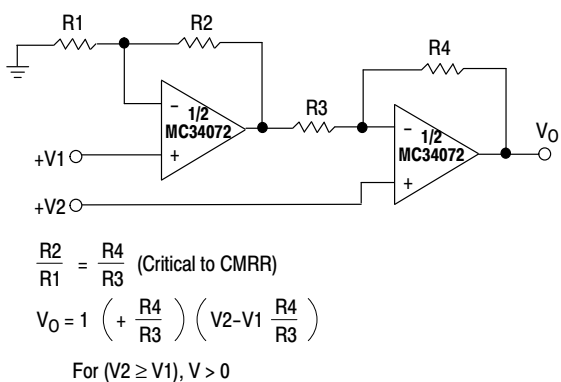 R1
R2
R3
R4
−
1/2
MC34072
+
−
1/2
MC34072
+
+V1
+V2
VO
R2/R1 = R4/R3 (Critical to CMRR)
VO = 1 ( + R4/R3 ) ( V2−V1 R4/R3 )
For (V2 ≥ V1), V > 0